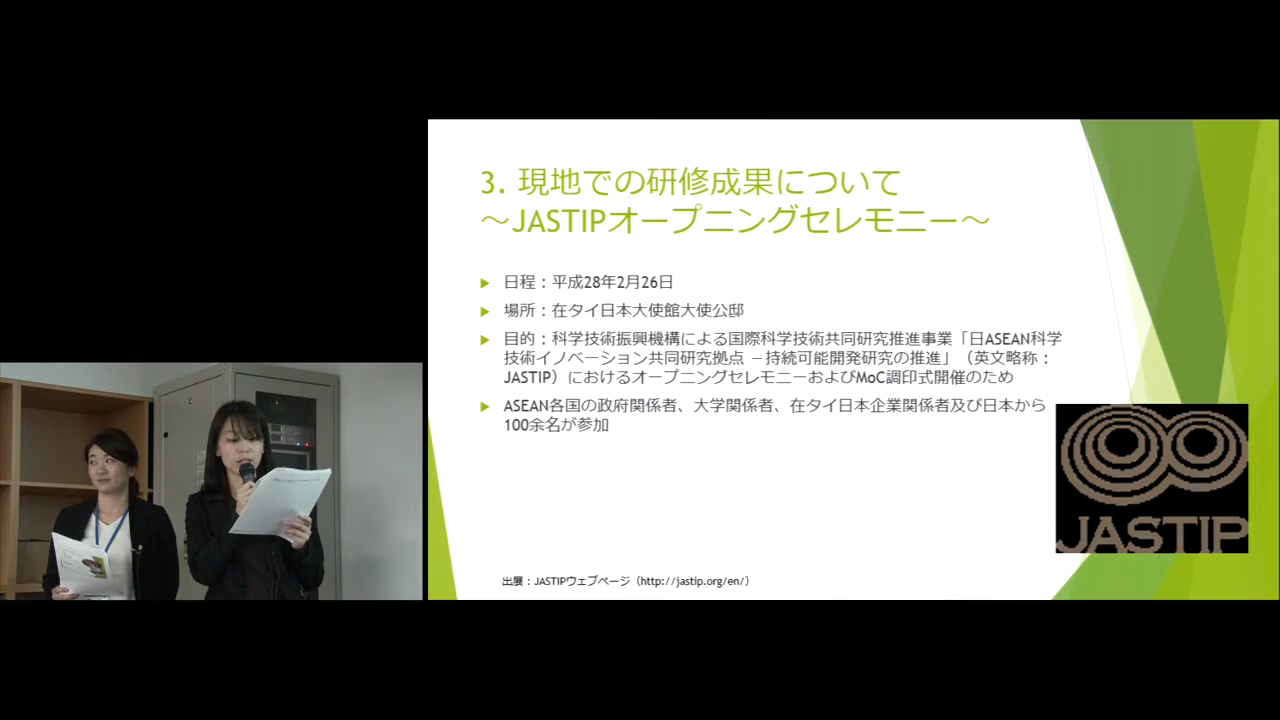 3. 現地での研修成果について
～JASTIPオープニングセレモニー～
日程：平成28年2月26日
場所：在タイ日本大使館大使公邸
目的：科学技術振興機構による国際科学技術共同研究推進事業「日ASEAN科学
技術イノベーション共同研究拠点 －持続可能開発研究の推進」（英文略称：
JASTIP）におけるオープニングセレモニーおよびMoC調印式開催のため
ASEAN各国の政府関係者、大学関係者、在タイ日本企業関係者及び日本から
100余名が参加
JASTIP
出展：JASTIPウェブページ（http://jastip.org/en/）